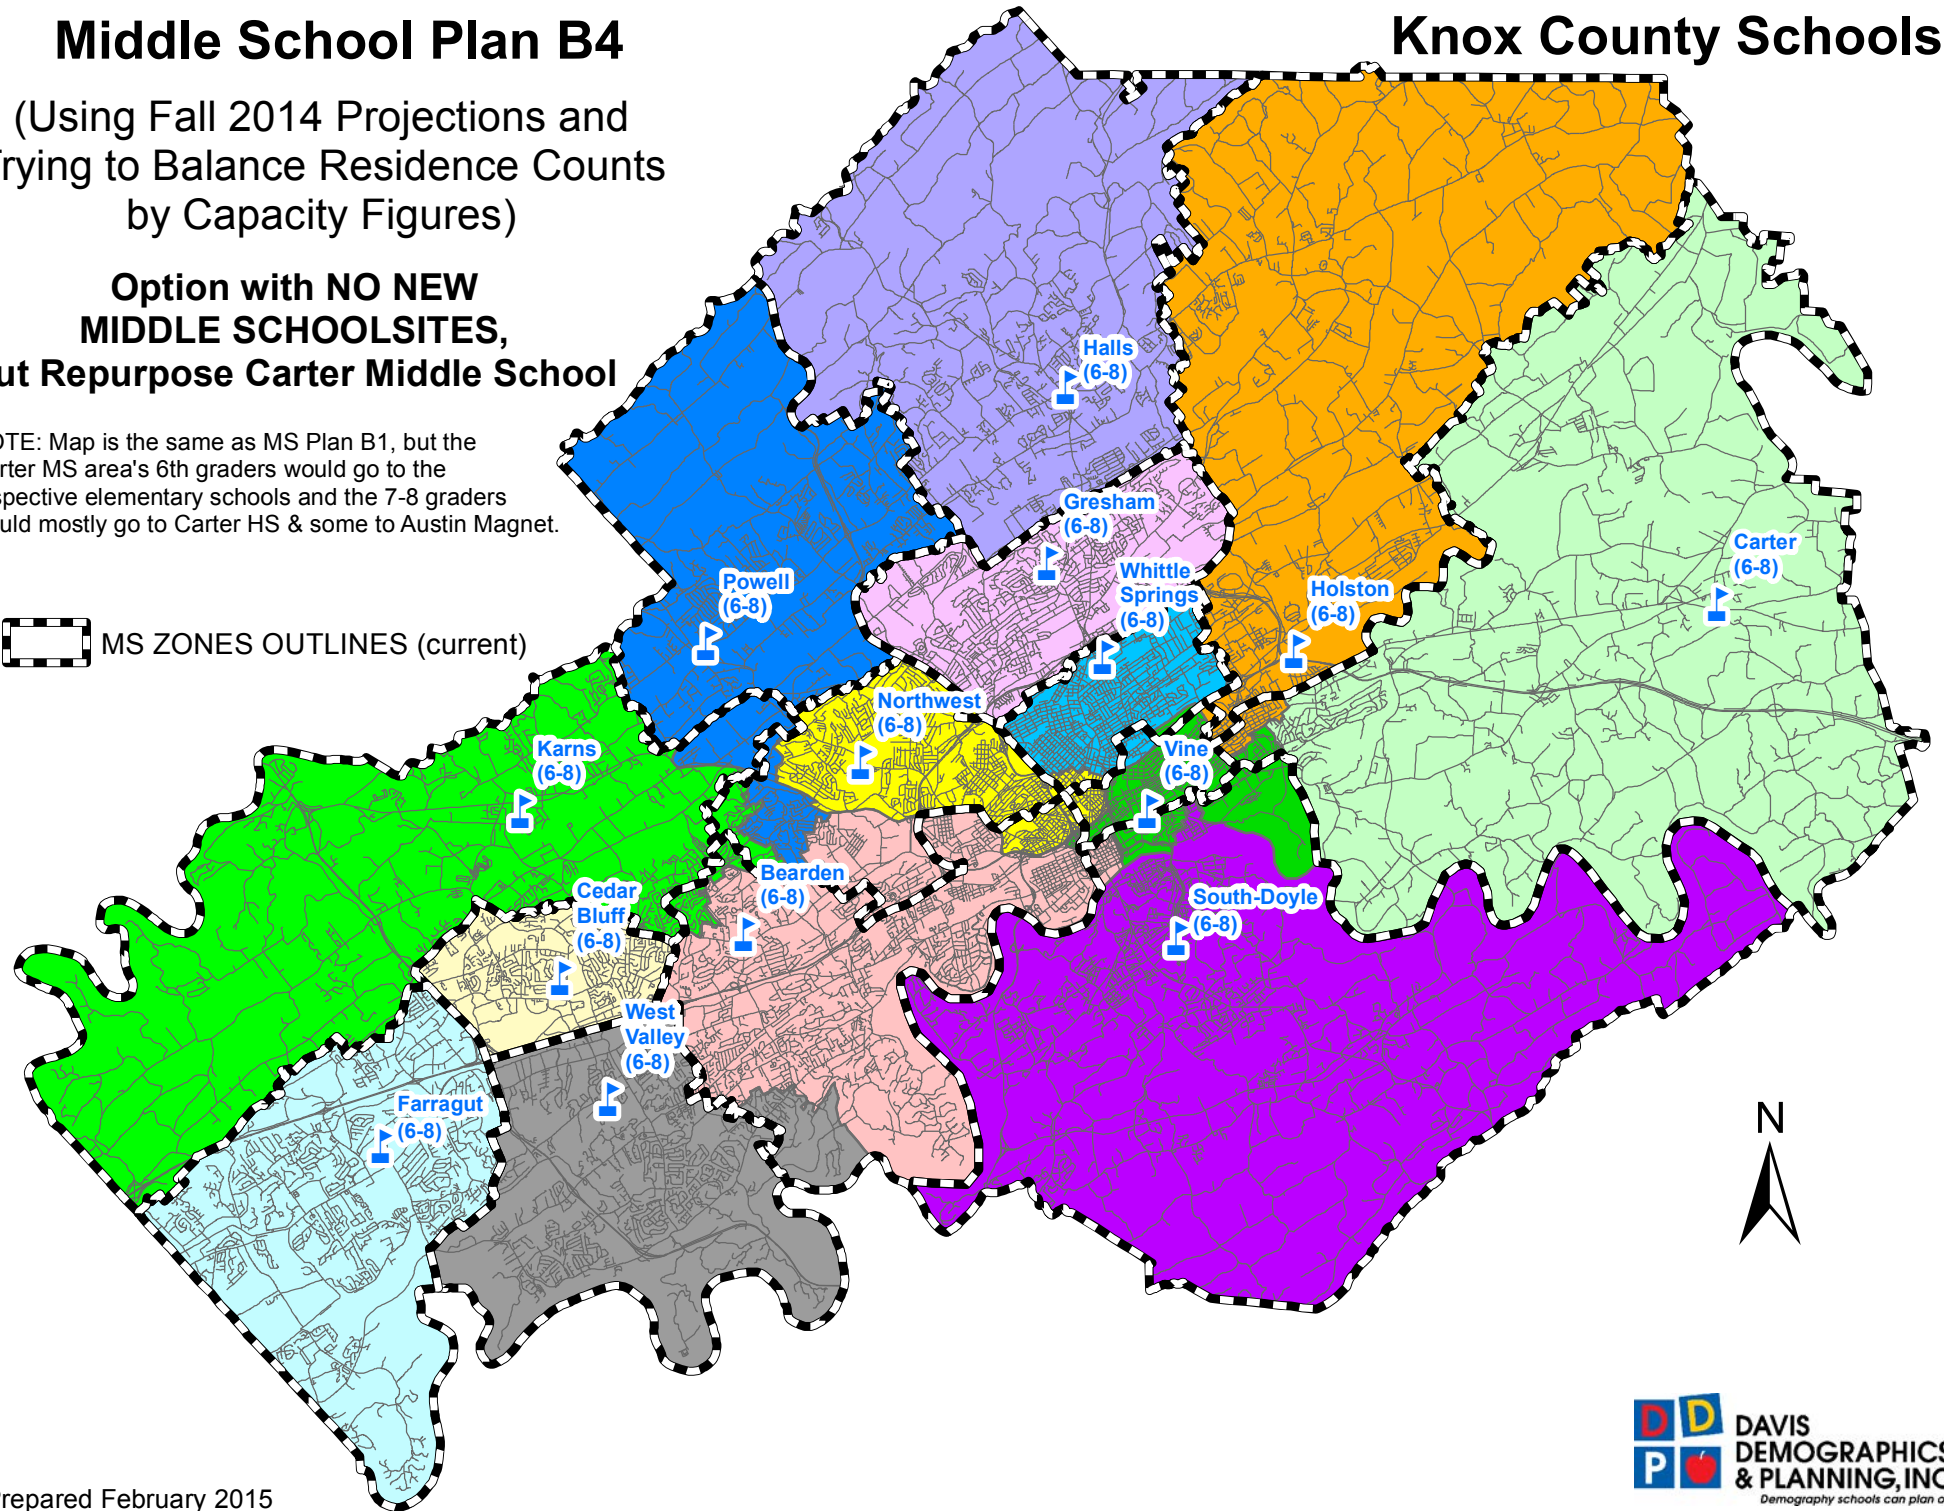 Middle School Plan B4
Knox County Schools
(Using Fall 2014 Projections and
rying to Balance Residence Counts
by Capacity Figures)
Option with NO NEW
MIDDLE SCHOOLSITES,
ut Repurpose Carter Middle School
OTE: Map is the same as MS Plan B1, but the
rter MS area's 6th graders would go to the
spective elementary schools and the 7-8 graders
uld mostly go to Carter HS & some to Austin Magnet.
MS ZONES OUTLINES (current)
Halls
(6-8)
Gresham
(6-8)
Whittle
Springs
(6-8)
Carter
(6-8)
Powell
(6-8)
Holston
(6-8)
Northwest
(6-8)
Karns
(6-8)
Vine
(6-8)
Bearden
(6-8)
Cedar
Bluff
(6-8)
South-Doyle
(6-8)
West
Valley
(6-8)
Farragut
(6-8)
N
D D
P
DAVIS
DEMOGRAPHICS
& PLANNING, INC
Demography schools can plan o
repared February 2015